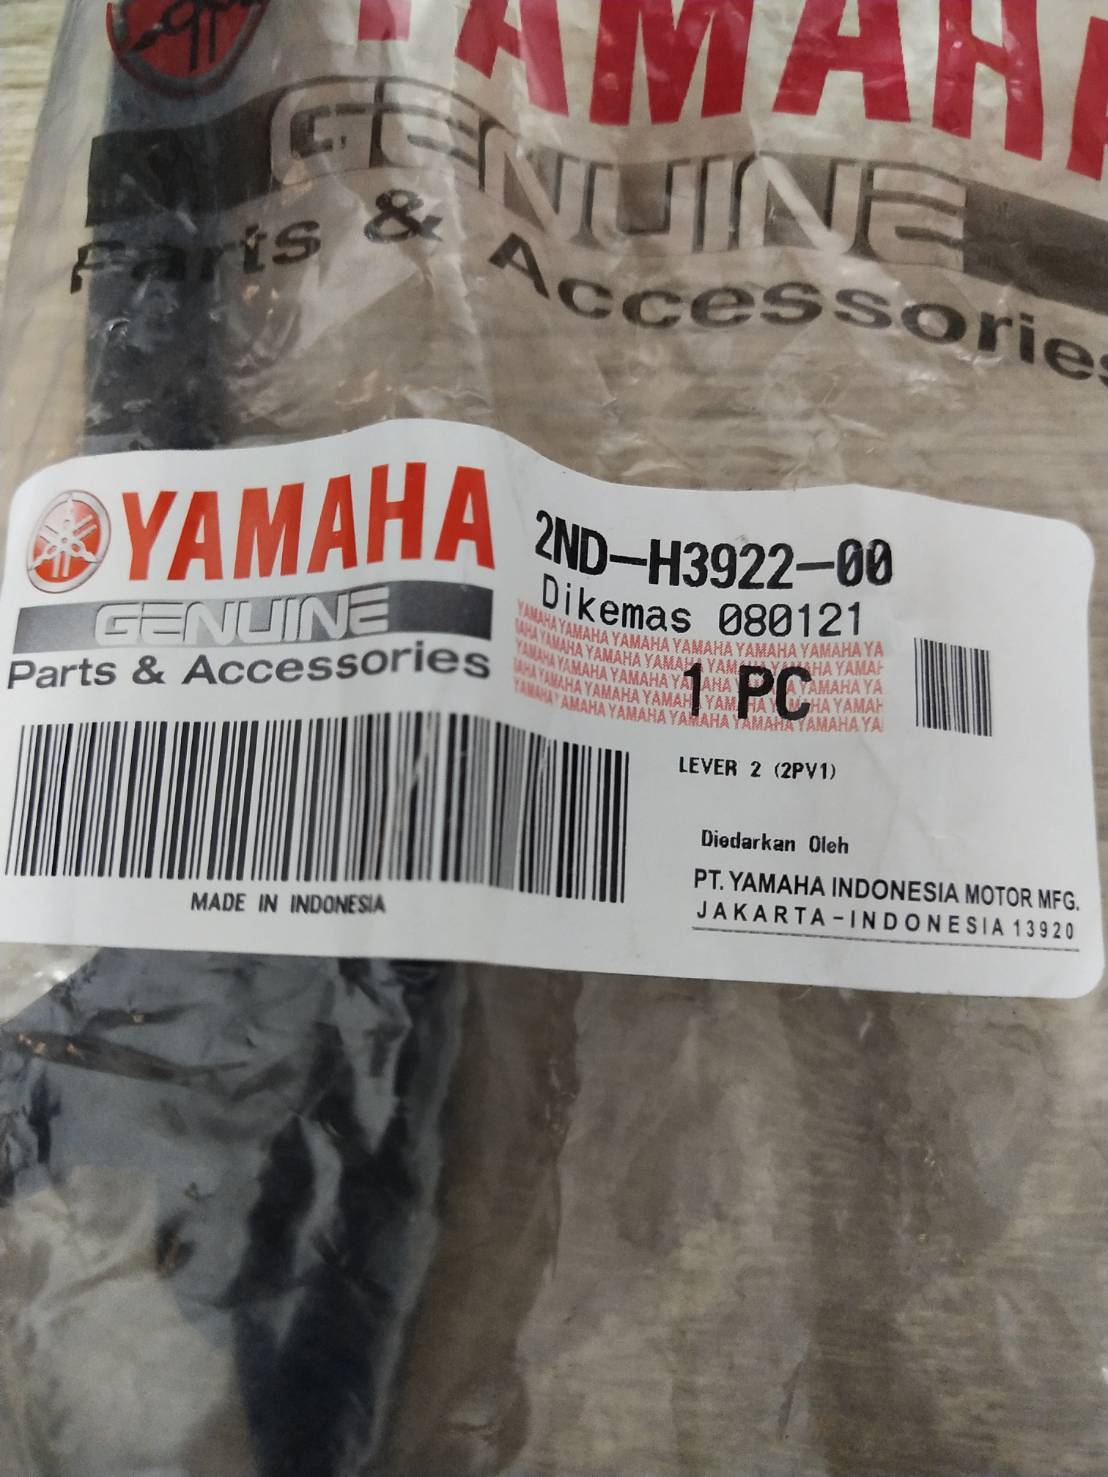 YAMAHA
GENUINE
Parts & Accessories
YAMAHA
GENUINE
Parts & Accessories
2ND-H3922-00
Dikemas 080121
1 PC
LEVER 2 (2PV1)
Diedarkan Oleh
PT. YAMAHA INDONESIA MOTOR MFG.
JAKARTA-INDONESIA 13920
MADE IN INDONESIA